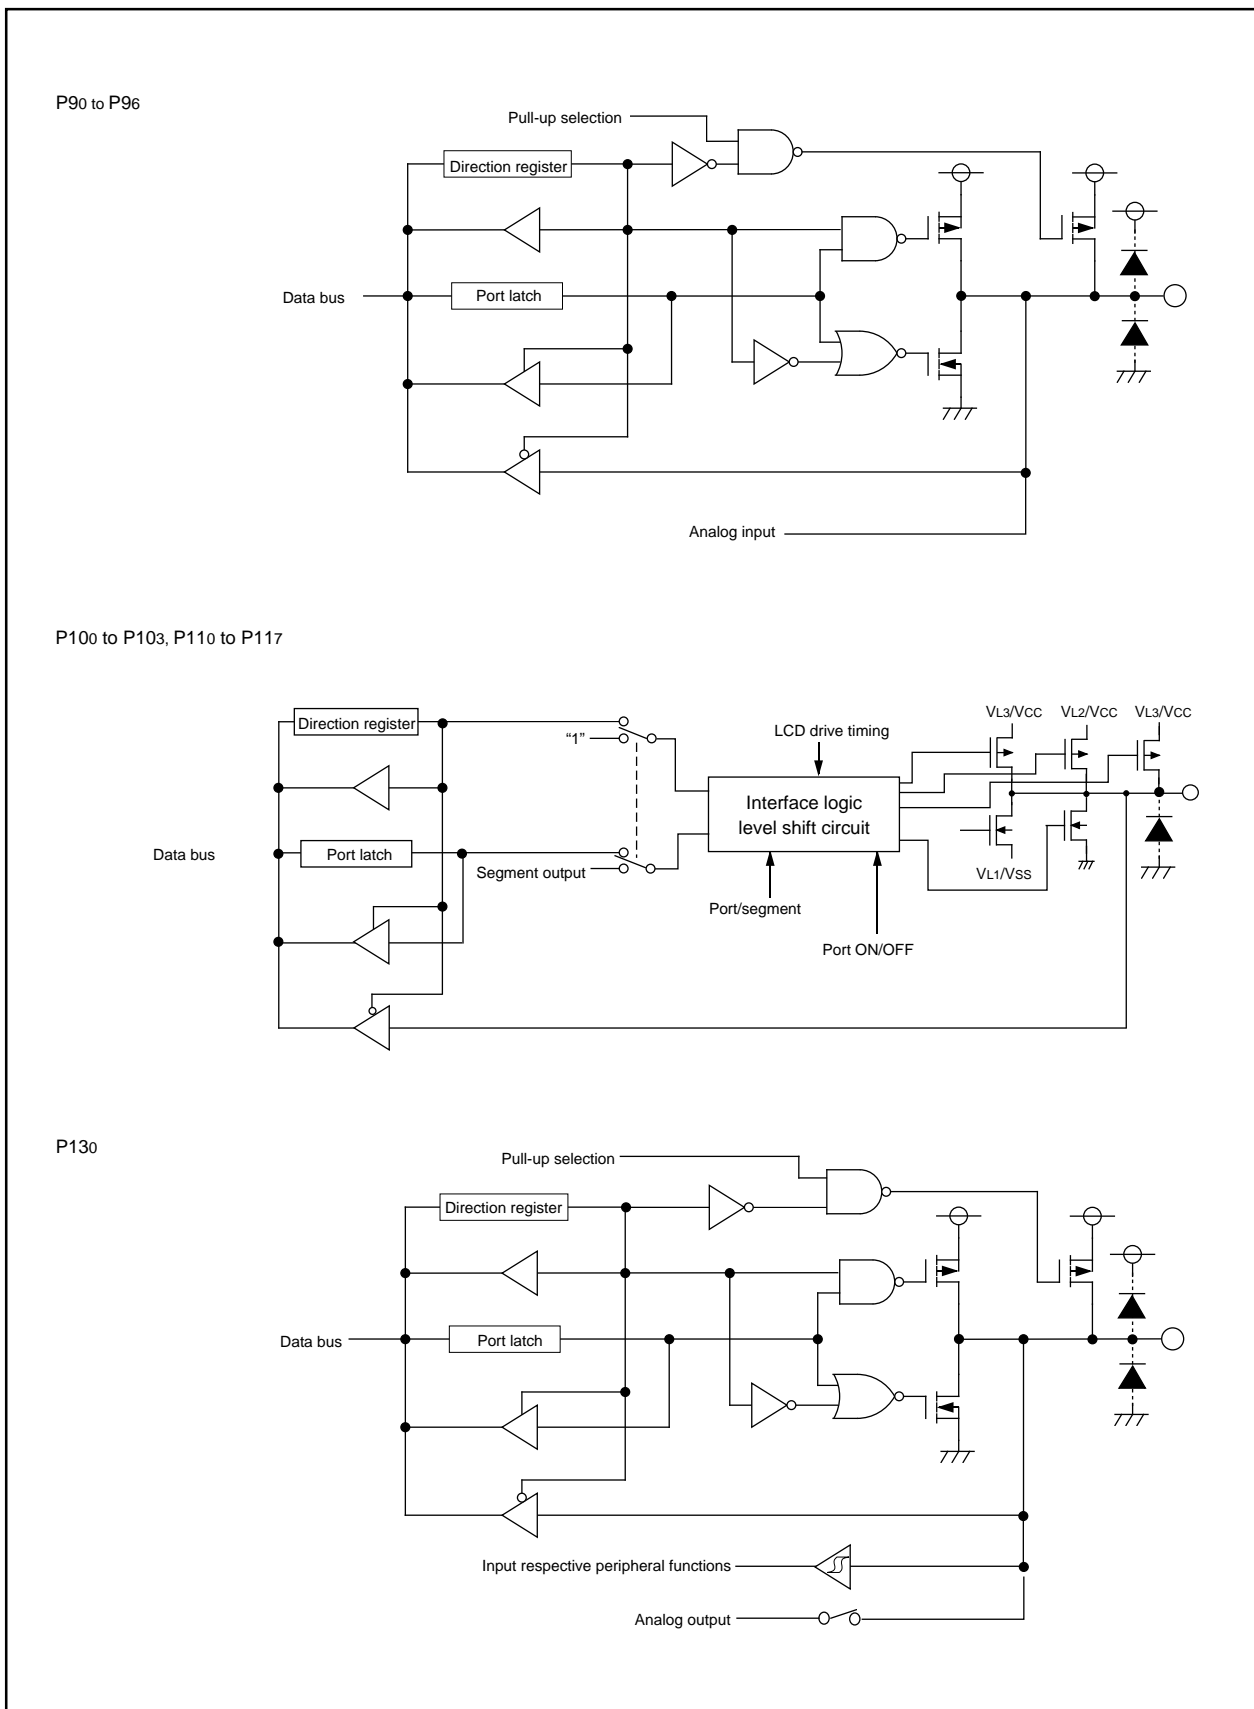 P90 to P96
Pull-up selection
Direction register
Data bus
Port latch
Analog input
P100 to P103, P110 to P117
Direction register
“1”
LCD drive timing
VL3/VCC
VL2/VCC
VL3/VCC
Interface logic
level shift circuit
Data bus
Port latch
Segment output
VL1/VSS
Port/segment
Port ON/OFF
P130
Pull-up selection
Direction register
Data bus
Port latch
Input respective peripheral functions
Analog output